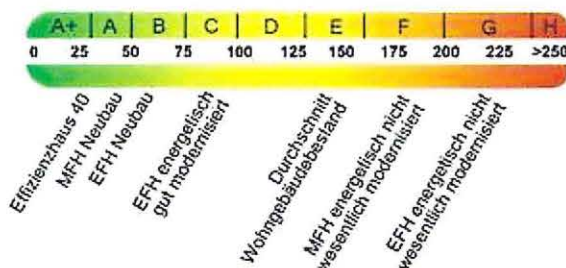 A+ A B C D E F G H
0 25 50 75 100 125 150 175 200 225 >250
Effizienzhaus 40
MFH Neubau
EFH Neubau
EFH energetisch
gut modernisiert
Durchschnitt
Wohngebäudebestand
MFH energetisch nicht
wesentlich modernisiert
EFH energetisch nicht
wesentlich modernisiert